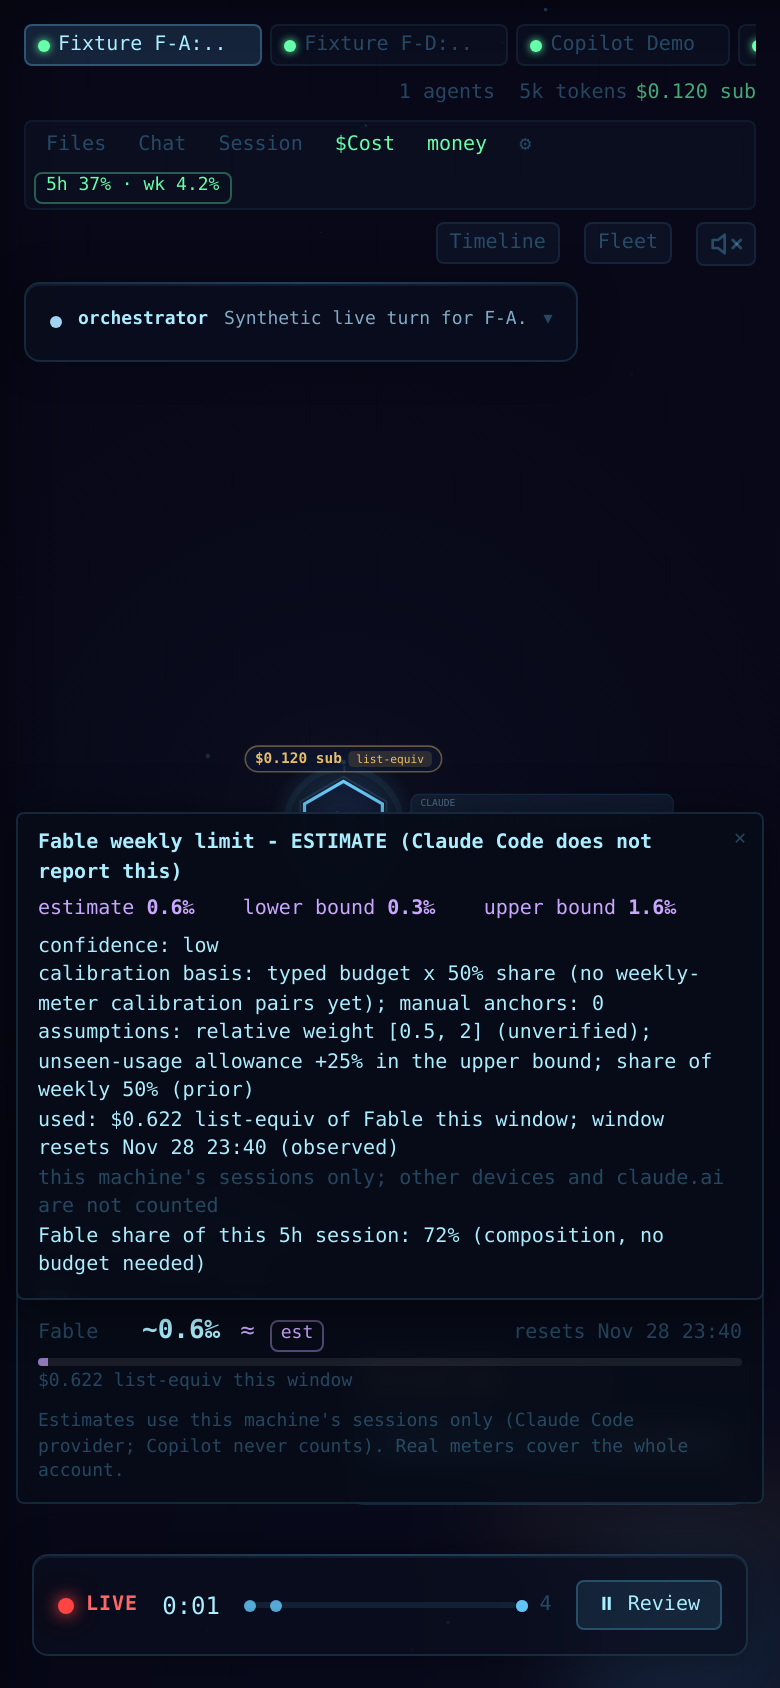 Fixture F-A:..
Fixture F-D:..
Copilot Demo
1 agents 5k tokens $0.120 sub
Files Chat Session $Cost money ⚙
5h 37% · wk 4.2%
Timeline Fleet
orchestrator Synthetic live turn for F-A. ▼
$0.120 sub list-equiv
CLAUDE
Fable weekly limit - ESTIMATE (Claude Code does not
report this)
×
estimate 0.6‰ lower bound 0.3‰ upper bound 1.6‰
confidence: low
calibration basis: typed budget x 50% share (no weekly-
meter calibration pairs yet); manual anchors: 0
assumptions: relative weight [0.5, 2] (unverified);
unseen-usage allowance +25% in the upper bound; share of
weekly 50% (prior)
used: $0.622 list-equiv of Fable this window; window
resets Nov 28 23:40 (observed)
this machine's sessions only; other devices and claude.ai
are not counted
Fable share of this 5h session: 72% (composition, no
budget needed)
Fable ~0.6‰ ≈ est resets Nov 28 23:40
$0.622 list-equiv this window
Estimates use this machine's sessions only (Claude Code
provider; Copilot never counts). Real meters cover the whole
account.
LIVE 0:01 4 ⏸ Review